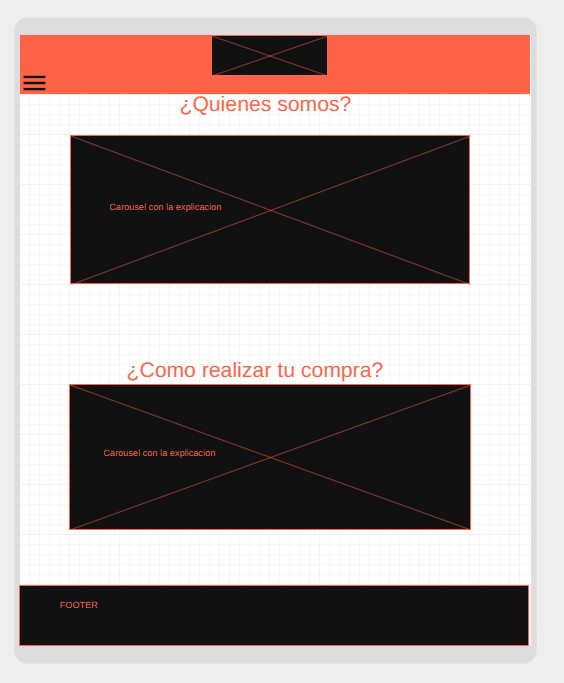 ¿Quienes somos?
Carousel con la explicacion
¿Como realizar tu compra?
Carousel con la explicacion
FOOTER